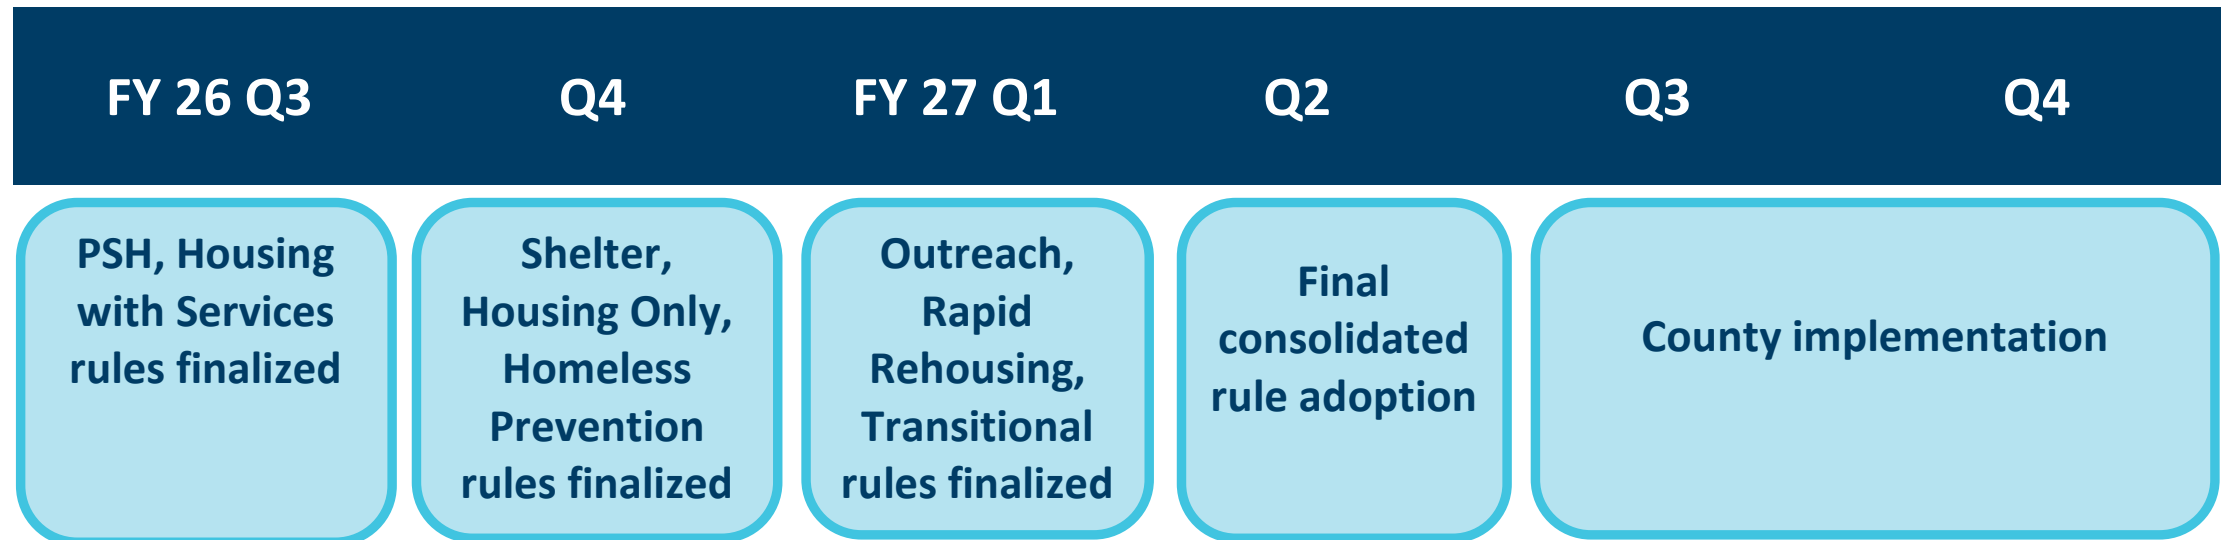 FY 26 Q3 Q4 FY 27 Q1 Q2 Q3 Q4
PSH, Housing
with Services
rules finalized
Shelter,
Housing Only,
Homeless
Prevention
rules finalized
Outreach,
Rapid
Rehousing,
Transitional
rules finalized
Final
consolidated
rule adoption
County implementation